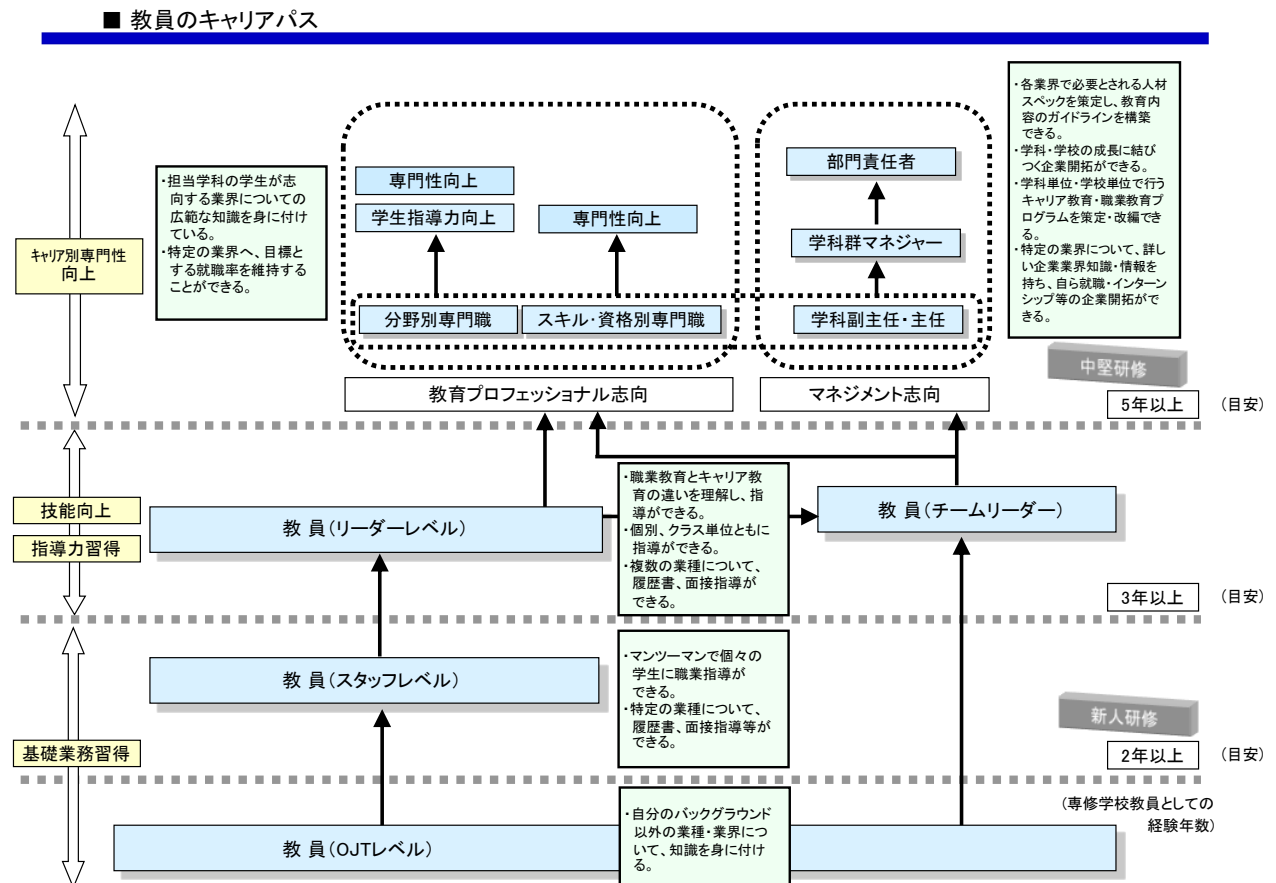 ■ 教員のキャリアパス
・各業界で必要とされる人材
スペックを策定し、教育内
容のガイドラインを構築
できる。
・学科・学校の成長に結び
つく企業開拓ができる。
・学科単位・学校単位で行う
キャリア教育・職業教育プ
ログラムを策定・改編でき
る。
・特定の業界について、詳し
い企業業界知識・情報を
持ち、自ら就職・インターン
シップ等の企業開拓がで
きる。
・担当学科の学生が志
向する業界についての
広範な知識を身に付け
ている。
・特定の業界へ、目標と
する就職率を維持する
ことができる。
専門性向上
学生指導力向上
専門性向上
部門責任者
学科群マネジャー
キャリア別専門性
向上
分野別専門職
スキル・資格別専門職
学科副主任・主任
中堅研修
教育プロフェッショナル志向
マネジメント志向
5年以上
(目安)
・職業教育とキャリア教
育の違いを理解し、指
導ができる。
・個別、クラス単位ともに
指導ができる。
・複数の業種について、
履歴書、面接指導が
できる。
技能向上
指導力習得
教 員(リーダーレベル)
教 員(チームリーダー)
3年以上
(目安)
・マンツーマンで個々の
学生に職業指導が
できる。
・特定の業種について、
履歴書、面接指導等が
できる。
教 員(スタッフレベル)
新人研修
基礎業務習得
2年以上
(目安)
(専修学校教員としての
経験年数)
・自分のバックグラウンド
以外の業種・業界につ
いて、知識を身に付け
る。
教 員(OJTレベル)